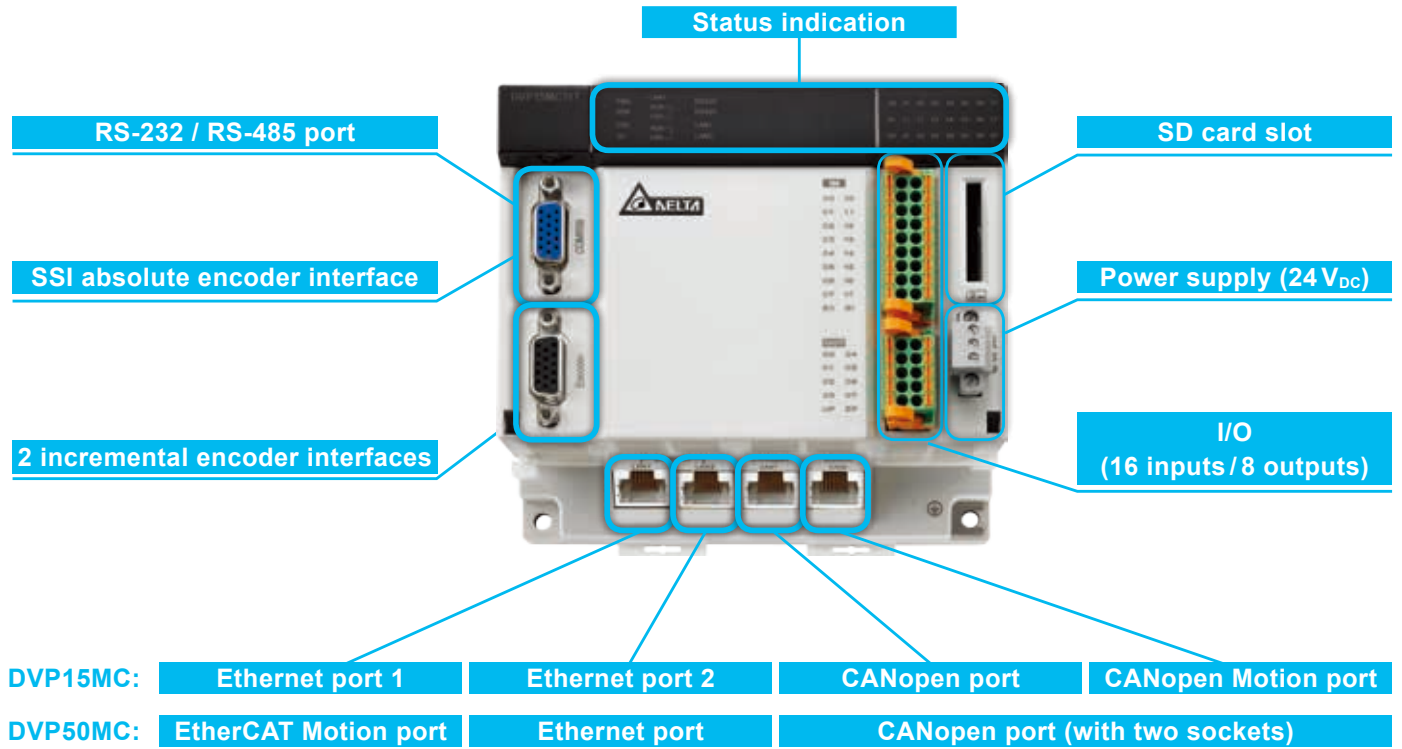 Status indication
DVP15MC11T
RS-232 / RS-485 port
SD card slot
DELTA
SSI absolute encoder interface
Power supply (24 VDC)
Encoder
2 incremental encoder interfaces
I/O
(16 inputs / 8 outputs)
DVP15MC: Ethernet port 1 Ethernet port 2 CANopen port CANopen Motion port
DVP50MC: EtherCAT Motion port Ethernet port CANopen port (with two sockets)